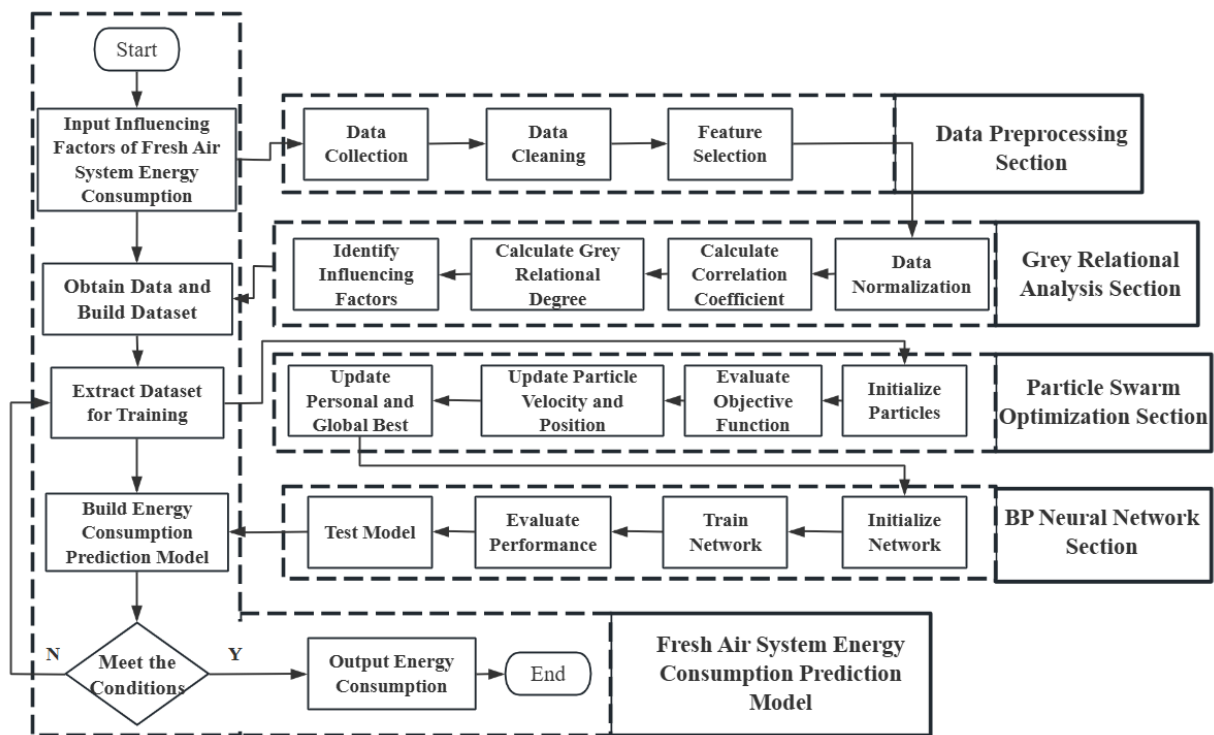 Start
Input Influencing
Factors of Fresh Air
System Energy
Consumption
Data
Collection
Data
Cleaning
Feature
Selection
Data Preprocessing
Section
Obtain Data and
Build Dataset
Identify
Influencing
Factors
Calculate Grey
Relational
Degree
Calculate
Correlation
Coefficient
Data
Normalization
Grey Relational
Analysis Section
Extract Dataset
for Training
Update
Personal and
Global Best
Update Particle
Velocity and
Position
Evaluate
Objective
Function
Initialize
Particles
Particle Swarm
Optimization Section
Build Energy
Consumption
Prediction Model
Test Model
Evaluate
Performance
Train
Network
Initialize
Network
BP Neural Network
Section
N
Meet the
Conditions
Y
Output Energy
Consumption
End
Fresh Air System Energy
Consumption Prediction
Model